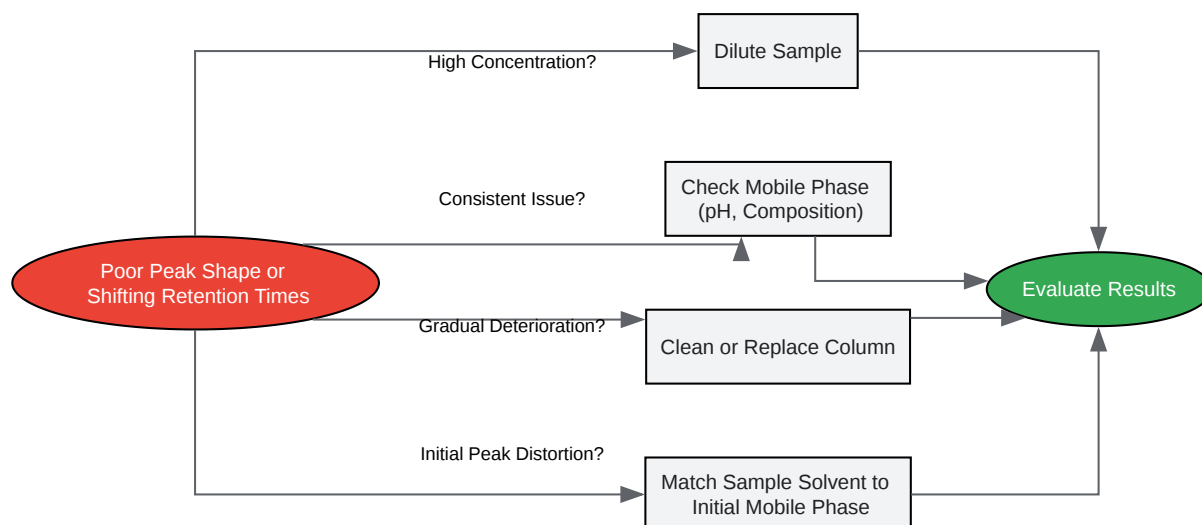 High Concentration?
Dilute Sample
Consistent Issue?
Check Mobile Phase
(pH, Composition)
Poor Peak Shape or
Shifting Retention Times
Evaluate Results
Gradual Deterioration?
Clean or Replace Column
Initial Peak Distortion?
Match Sample Solvent to
Initial Mobile Phase